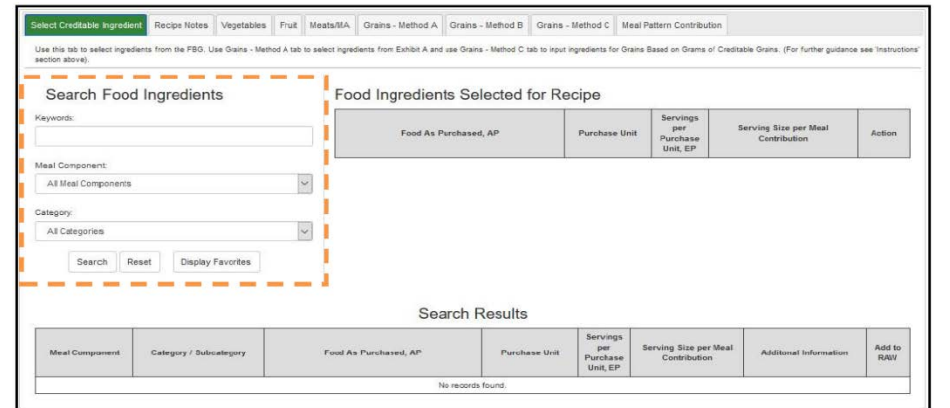 Select Creditable Ingredient Recipe Notes Vegetables Fruit Meats/MA Grains - Method A Grains - Method B Grains - Method C Meal Pattern Contribution
Use this tab to select ingredients from the FBG. Use Grains - Method A tab to select ingredients from Exhibit A and use Grains - Method C tab to input ingredients for Grains Based on Grams of Creditable Grains. (For further guidance see 'Instructions'
section above).
Search Food Ingredients
Keywords:
Meal Component:
All Meal Components
Category:
All Categories
Search Reset Display Favorites
Food Ingredients Selected for Recipe
Food As Purchased, AP Purchase Unit Servings per Purchase Unit, EP Serving Size per Meal Contribution Action
Search Results
Meal Component Category / Subcategory Food As Purchased, AP Purchase Unit Servings per Purchase Unit, EP Serving Size per Meal Contribution Additonal Information Add to RAW
No records found.